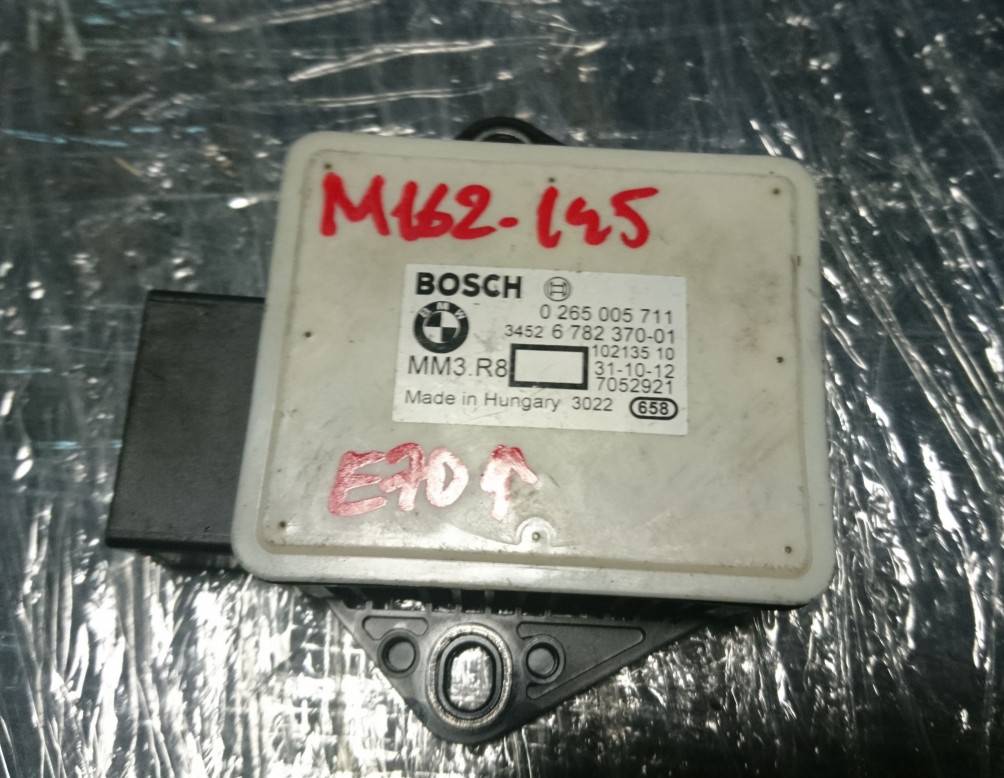 M162-145
BOSCH
BMW
0 265 005 711
3452 6 782 370-01
MM3.R8
102135 10
31-10-12
7052921
Made in Hungary 3022 658
E70